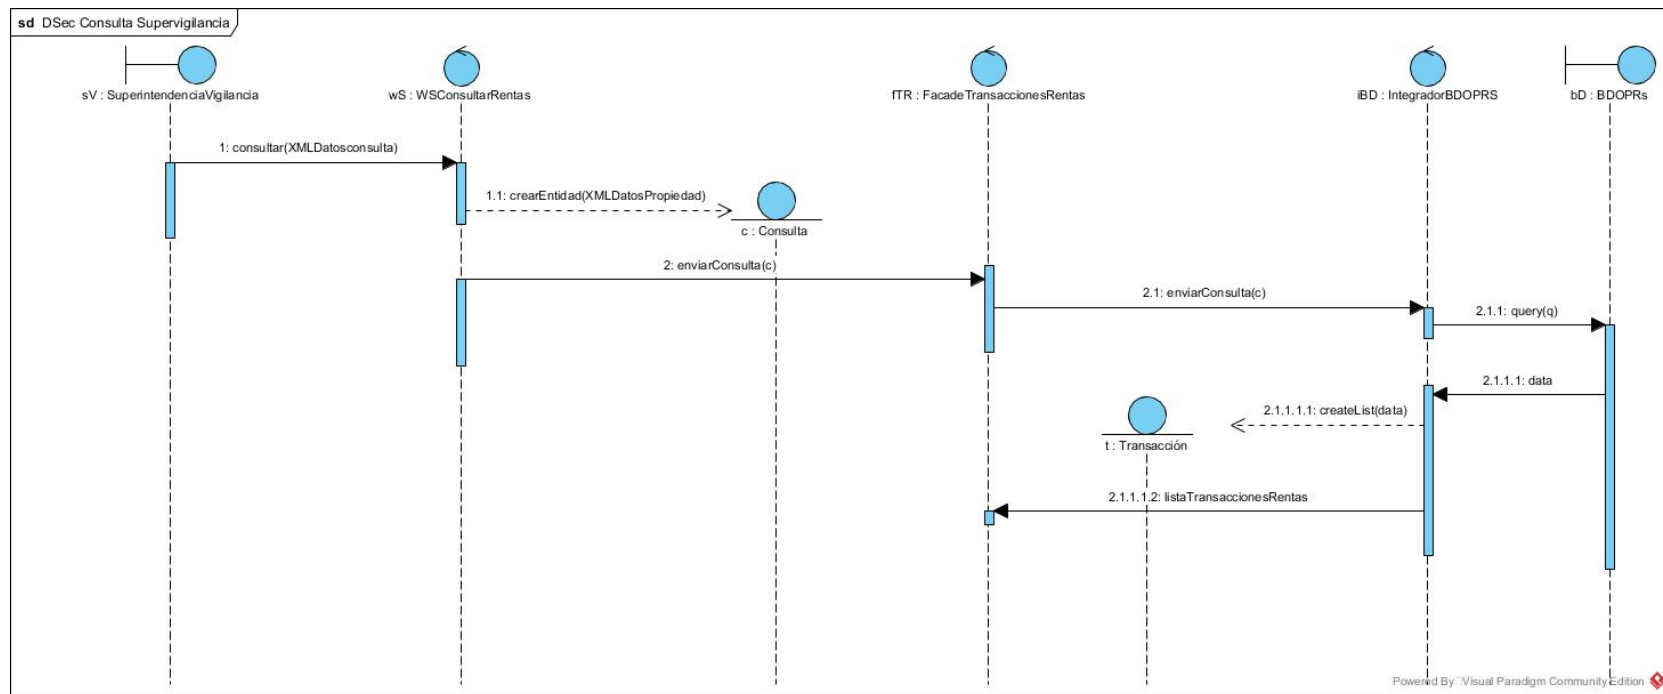 sd DSec Consulta Supervigilancia
sV : SuperintendenciaVigilancia
wS : WSConsultarRentas
fTR : FacadeTransaccionesRentas
iBD : IntegradorBDOPRS
bD : BDOPRs
1: consultar(XMLDatosconsulta)
1.1: crearEntidad(XMLDatosPropiedad)
c : Consulta
2: enviarConsulta(c)
2.1: enviarConsulta(c)
2.1.1: query(q)
2.1.1.1: data
2.1.1.1.1: createList(data)
t : Transacción
2.1.1.1.2: listaTransaccionesRentas
Powered By Visual Paradigm Community Edition